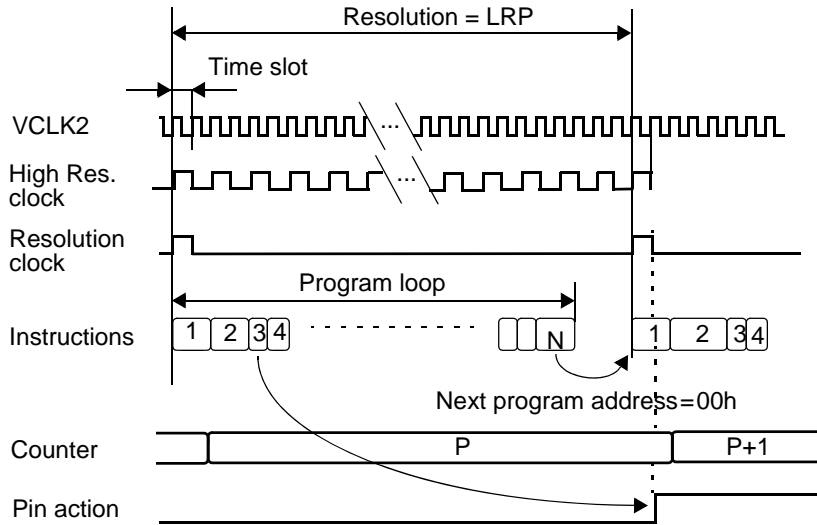 Resolution = LRP
Time slot
VCLK2
...
High Res.
clock
...
Resolution
clock
Program loop
Instructions
1 2 3 4 N 1 2 3 4
Next program address=00h
Counter
P P+1
Pin action